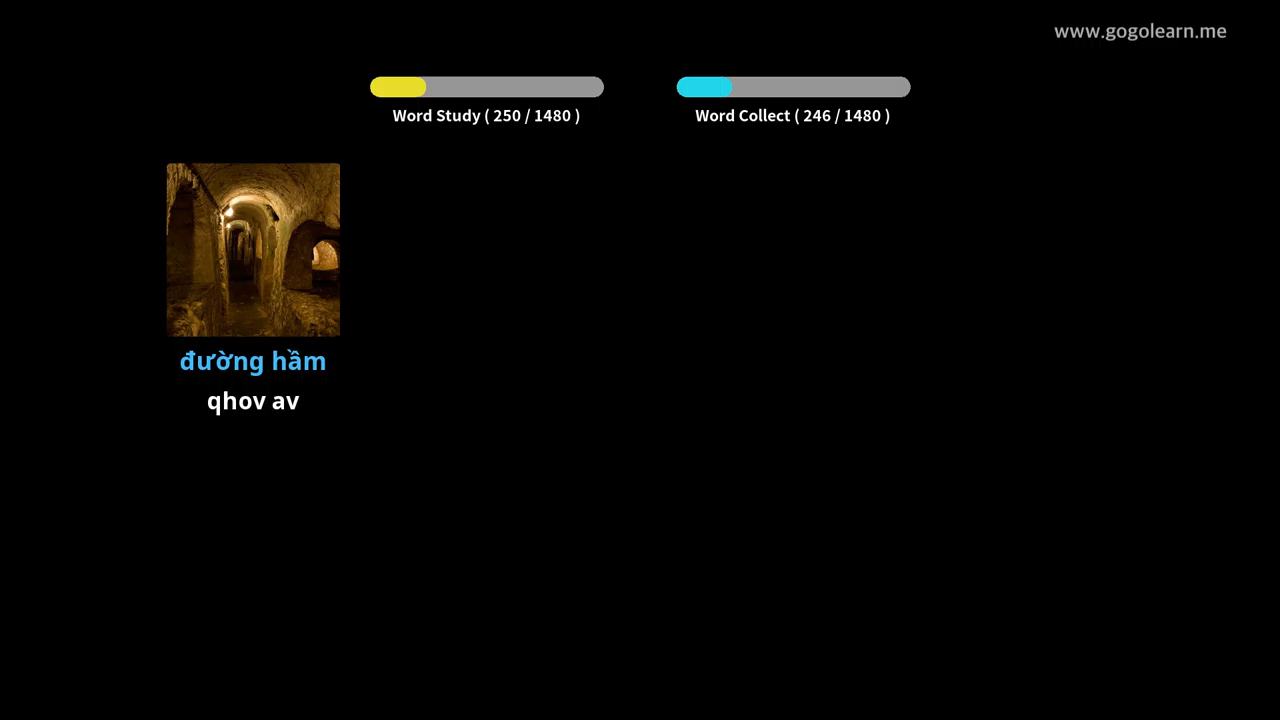 www.gogolearn.me
Word Study ( 250 / 1480 )
Word Collect ( 246 / 1480 )
đường hầm
qhov av